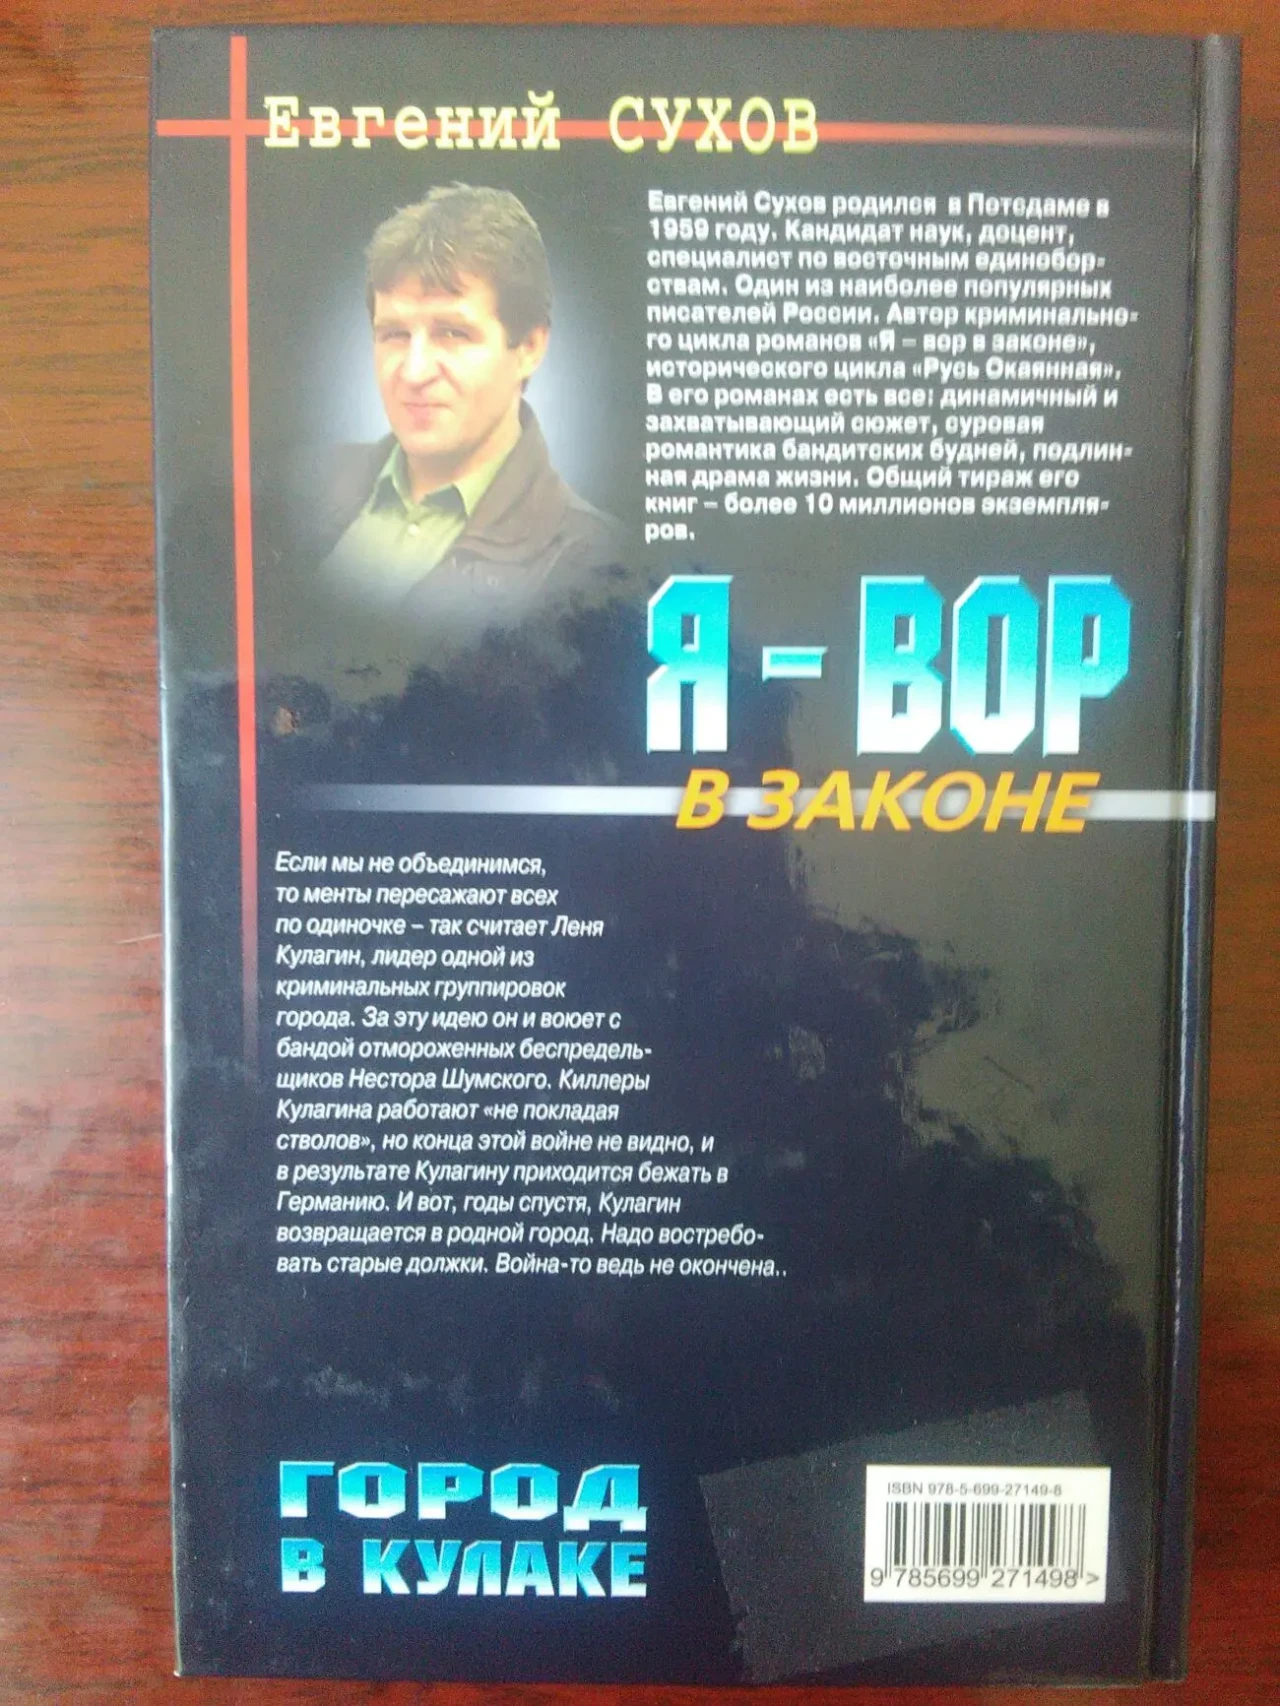 Евгений СУХОВ
Евгений Сухов родился в Потсдаме в
1959 году. Кандидат наук, доцент,
специалист по восточным единобор-
ствам. Один из наиболее популярных
писателей России. Автор криминально-
го цикла романов «Я – вор в законе»,
исторического цикла «Русь Окаянная».
В его романах есть все: динамичный и
захватывающий сюжет, суровая
романтика бандитских будней, подлин-
ная драма жизни. Общий тираж его
книг – более 10 миллионов экземпля-
ров.
Я - ВОР
В ЗАКОНЕ
Если мы не объединимся,
то менты пересажают всех
по одиночке – так считает Леня
Кулагин, лидер одной из
криминальных группировок
города. За эту идею он и воюет с
бандой отмороженных беспредель-
щиков Нестора Шумского. Киллеры
Кулагина работают «не покладая
стволов», но конца этой войне не видно, и
в результате Кулагину приходится бежать в
Германию. И вот, годы спустя, Кулагин
возвращается в родной город. Надо востребо-
вать старые должки. Война-то ведь не окончена..
ГОРОД
В КУЛАКЕ
ISBN 978-5-699-27149-8
9 785699 271498 >